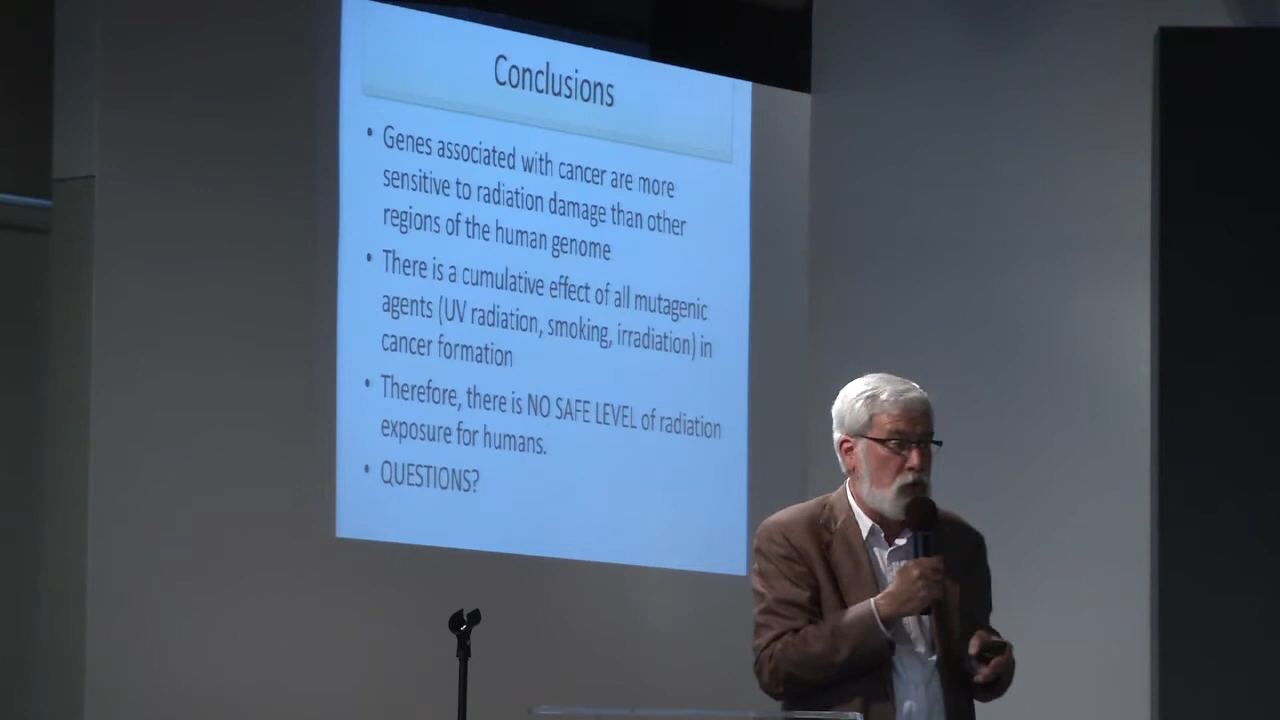 Conclusions
• Genes associated with cancer are more
sensitive to radiation damage than other
regions of the human genome
• There is a cumulative effect of all mutagenic
agents (UV radiation, smoking, irradiation) in
cancer formation
• Therefore, there is NO SAFE LEVEL of radiation
exposure for humans.
• QUESTIONS?